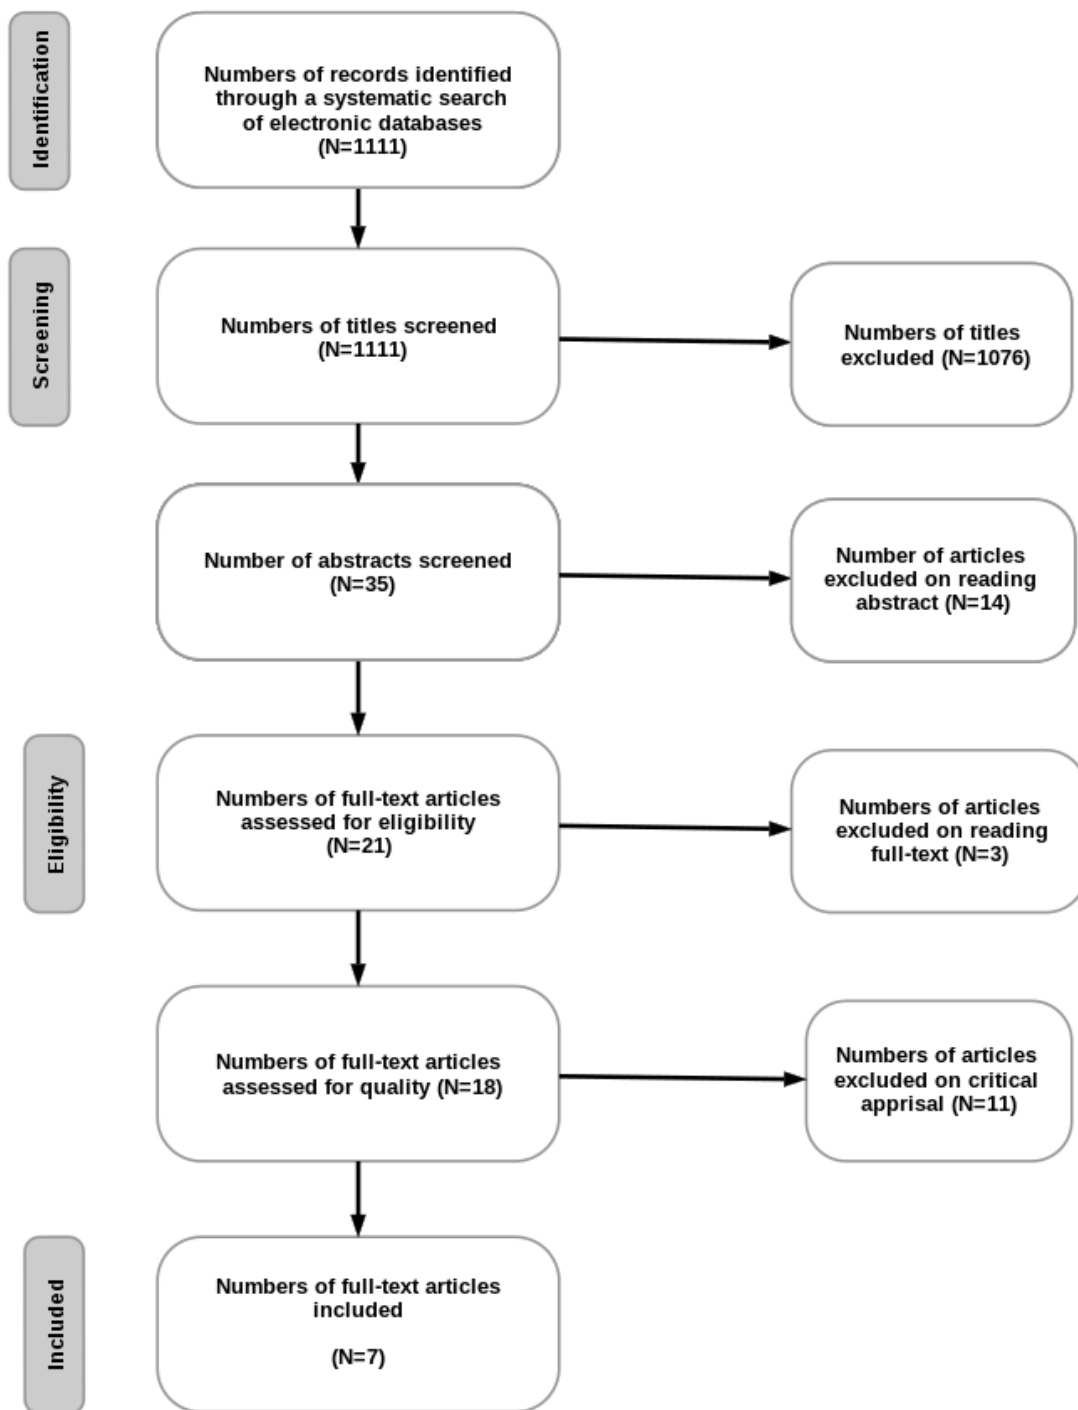 Identification
Numbers of records identified
through a systematic search
of electronic databases
(N=1111)
Screening
Numbers of titles screened
(N=1111)
Numbers of titles
excluded (N=1076)
Number of abstracts screened
(N=35)
Number of articles
excluded on reading
abstract (N=14)
Eligibility
Numbers of full-text articles
assessed for eligibility
(N=21)
Numbers of articles
excluded on reading
full-text (N=3)
Numbers of full-text articles
assessed for quality (N=18)
Numbers of articles
excluded on critical
apprisal (N=11)
Included
Numbers of full-text articles
included
(N=7)